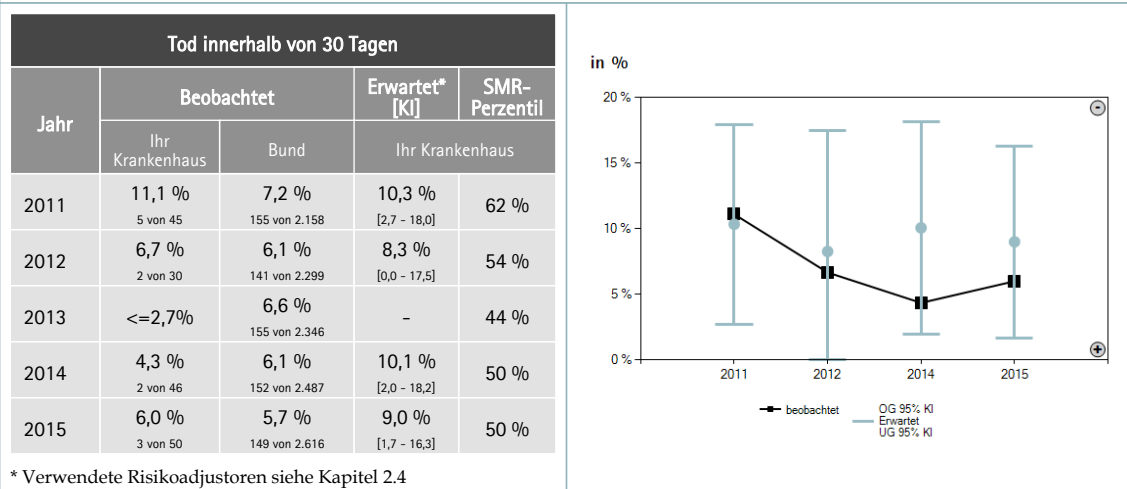 Tod innerhalb von 30 Tagen
Jahr
Beobachtet
Erwartet*
[KI]
SMR-
Perzentil
Ihr
Krankenhaus
Bund
Ihr Krankenhaus
2011
11,1 %
5 von 45
7,2 %
155 von 2.158
10,3 %
[2,7 - 18,0]
62 %
2012
6,7 %
2 von 30
6,1 %
141 von 2.299
8,3 %
[0,0 - 17,5]
54 %
2013
<=2,7%
6,6 %
155 von 2.346
-
44 %
2014
4,3 %
2 von 46
6,1 %
152 von 2.487
10,1 %
[2,0 - 18,2]
50 %
2015
6,0 %
3 von 50
5,7 %
149 von 2.616
9,0 %
[1,7 - 16,3]
50 %
* Verwendete Risikoadjustoren siehe Kapitel 2.4
in %
20 %
15 %
10 %
5 %
0 %
-
+
2011
2012
2014
2015
beobachtet
OG 95% KI
Erwartet
UG 95% KI